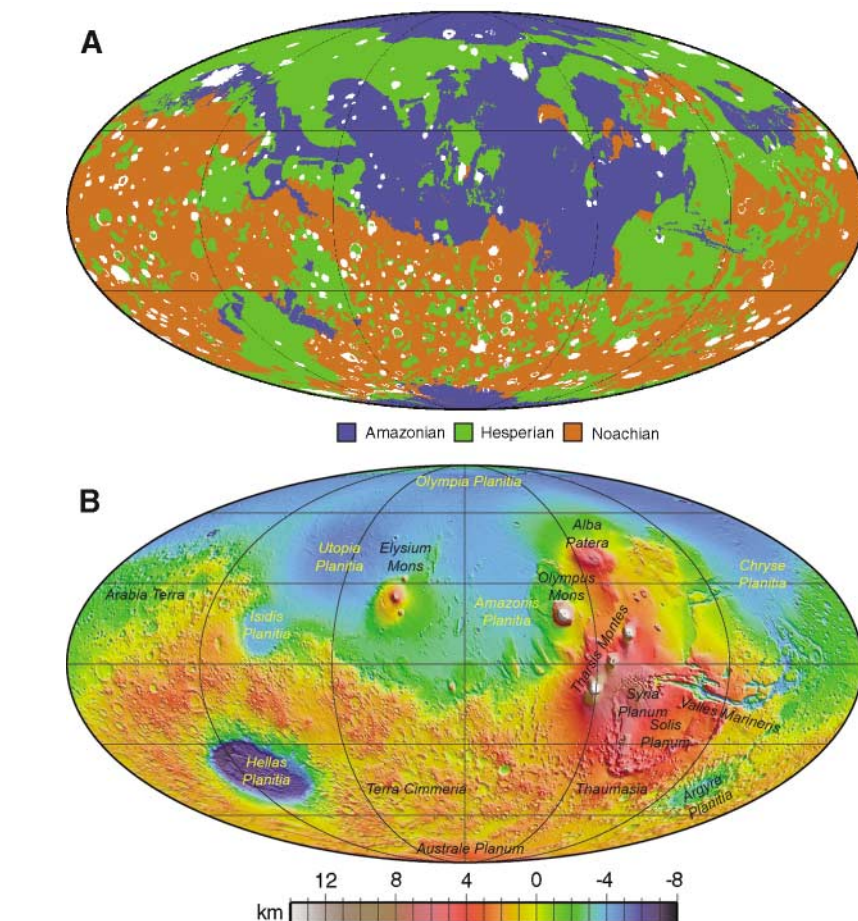 A
Amazonian Hesperian Noachian
B
Olympia Planitia
Alba
Patera
Utopia
Planitia
Elysium
Mons
Chryse
Planitia
Arabia Terra
Olympus
Mons
Amazonis
Planitia
Isidis
Planitia
Tharsis Montes
Syria
Planum
Valles Marineris
Solis
Planum
Hellas
Planitia
Terra Cimmeria
Thaumasia
Argyre
Planitia
Australe Planum
12 8 4 0 -4 -8
km